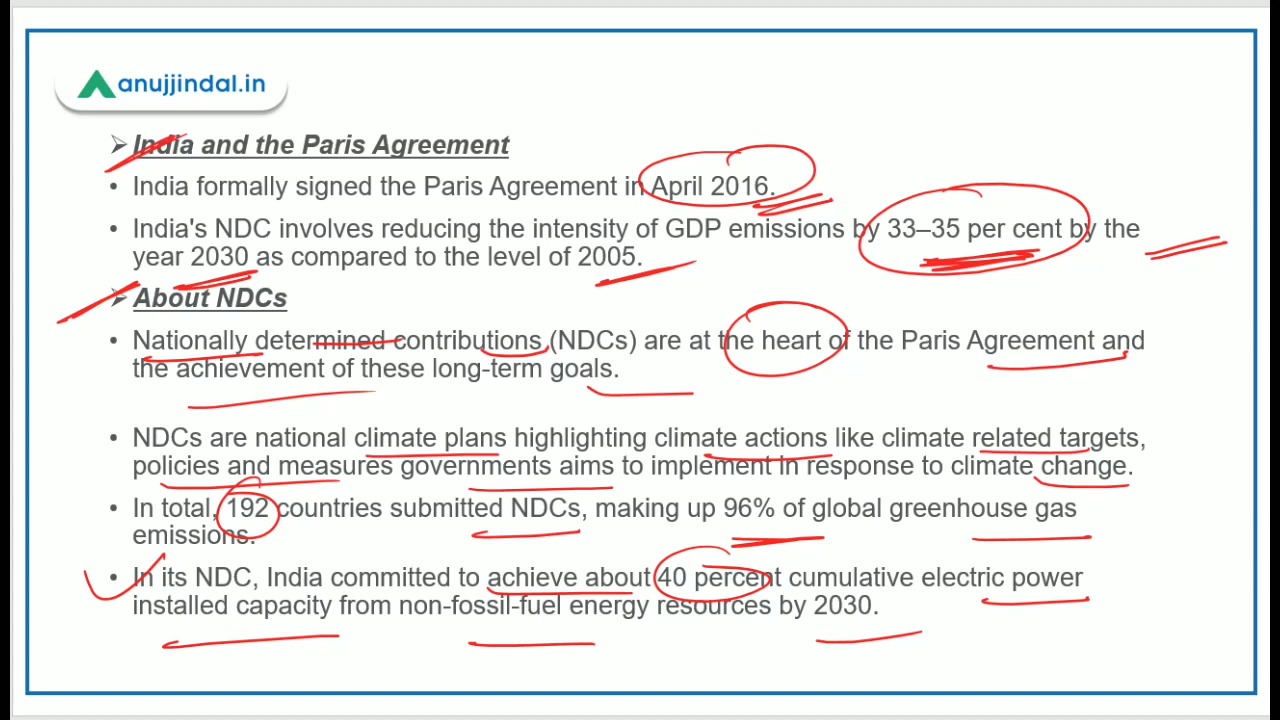 anujjindal.in
➢ India and the Paris Agreement
• India formally signed the Paris Agreement in April 2016.
• India's NDC involves reducing the intensity of GDP emissions by 33–35 per cent by the
year 2030 as compared to the level of 2005.
➢ About NDCs
• Nationally determined contributions (NDCs) are at the heart of the Paris Agreement and
the achievement of these long-term goals.
• NDCs are national climate plans highlighting climate actions like climate related targets,
policies and measures governments aims to implement in response to climate change.
• In total, 192 countries submitted NDCs, making up 96% of global greenhouse gas
emissions.
• In its NDC, India committed to achieve about 40 percent cumulative electric power
installed capacity from non-fossil-fuel energy resources by 2030.